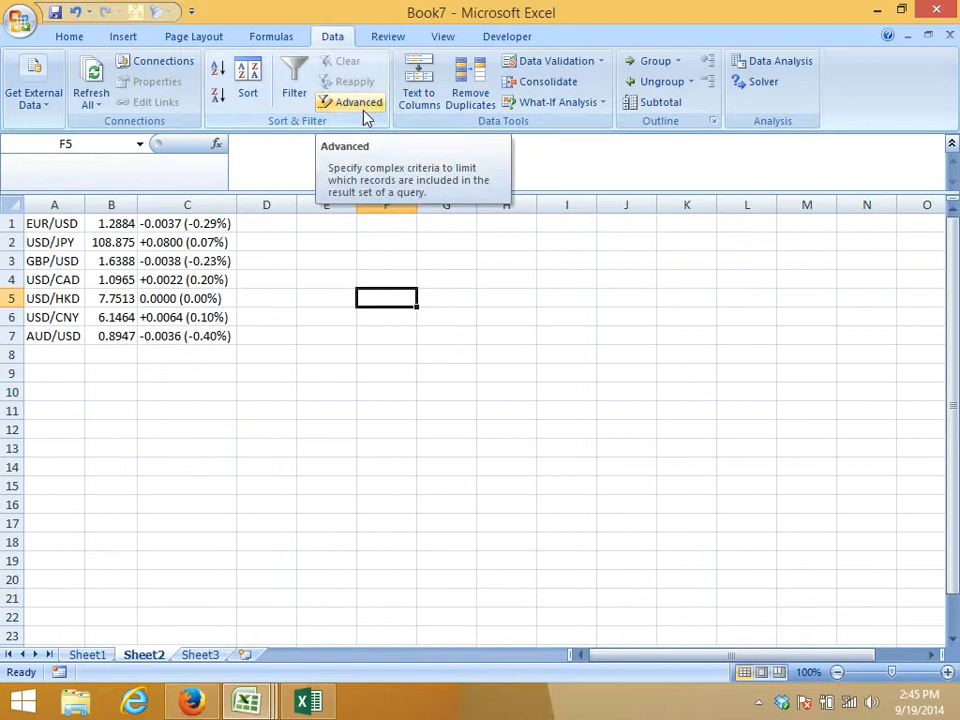 Book7 - Microsoft Excel
Home Insert Page Layout Formulas Data Review View Developer
Get External Data
Refresh All
Connections
Properties
Edit Links
Connections
Sort
Filter
Clear
Reapply
Advanced
Sort & Filter
Text to Columns
Remove Duplicates
Data Validation
Consolidate
What-If Analysis
Data Tools
Group
Ungroup
Subtotal
Outline
Data Analysis
Solver
Analysis
F5
fx
Advanced
Specify complex criteria to limit
which records are included in the
result set of a query.
A B C D E F G H I J K L M N O
1 EUR/USD 1.2884 -0.0037 (-0.29%)
2 USD/JPY 108.875 +0.0800 (0.07%)
3 GBP/USD 1.6388 -0.0038 (-0.23%)
4 USD/CAD 1.0965 +0.0022 (0.20%)
5 USD/HKD 7.7513 0.0000 (0.00%)
6 USD/CNY 6.1464 +0.0064 (0.10%)
7 AUD/USD 0.8947 -0.0036 (-0.40%)
8
9
10
11
12
13
14
15
16
17
18
19
20
21
22
23
Sheet1 Sheet2 Sheet3
Ready 100%
2:45 PM
9/19/2014